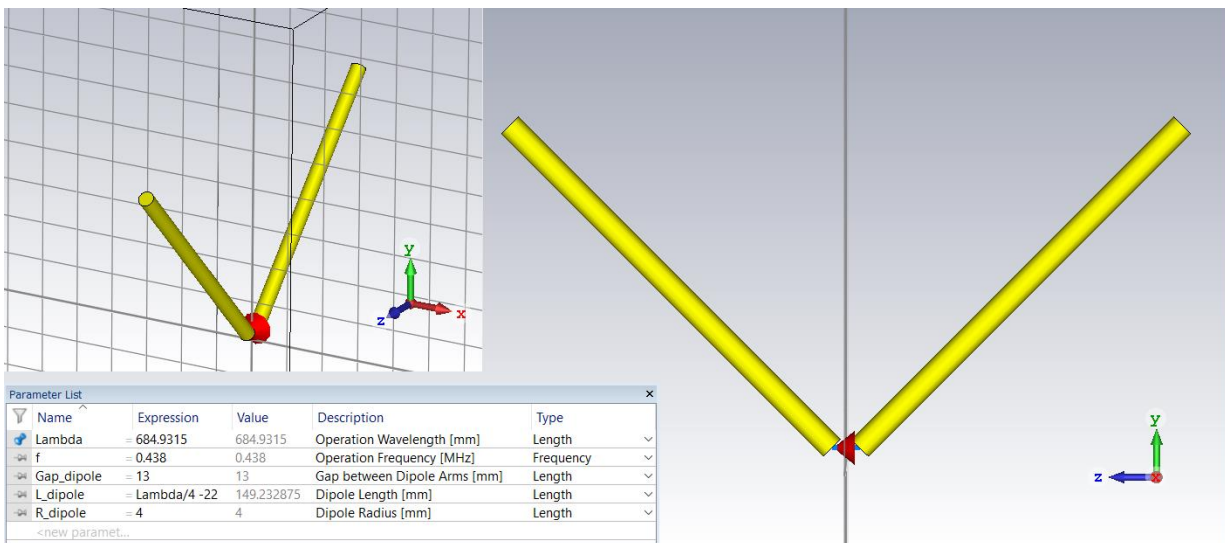 y
x
z
y
z
x
Parameter List
Name Expression Value Description Type
Lambda = 684.9315 684.9315 Operation Wavelength [mm] Length
f = 0.438 0.438 Operation Frequency [MHz] Frequency
Gap_dipole = 13 13 Gap between Dipole Arms [mm] Length
L_dipole = Lambda/4 -22 149.232875 Dipole Length [mm] Length
R_dipole = 4 4 Dipole Radius [mm] Length
<new paramet...